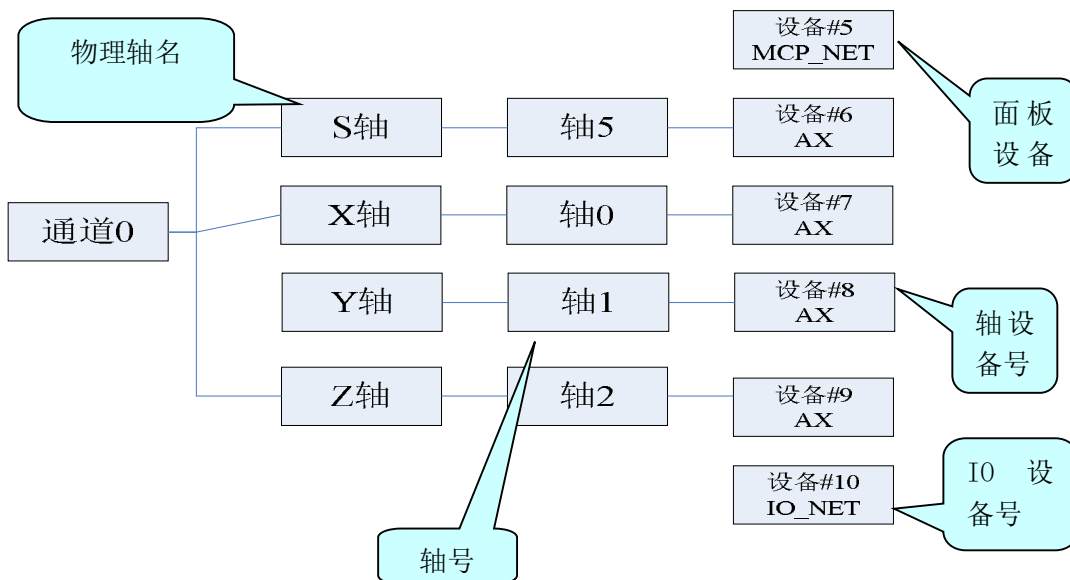 物理轴名
设备#5
MCP_NET
面板
设备
S轴
轴5
设备#6
AX
通道0
X轴
轴0
设备#7
AX
Y轴
轴1
设备#8
AX
轴设
备号
Z轴
轴2
设备#9
AX
设备#10
IO_NET
IO 设
备号
轴号